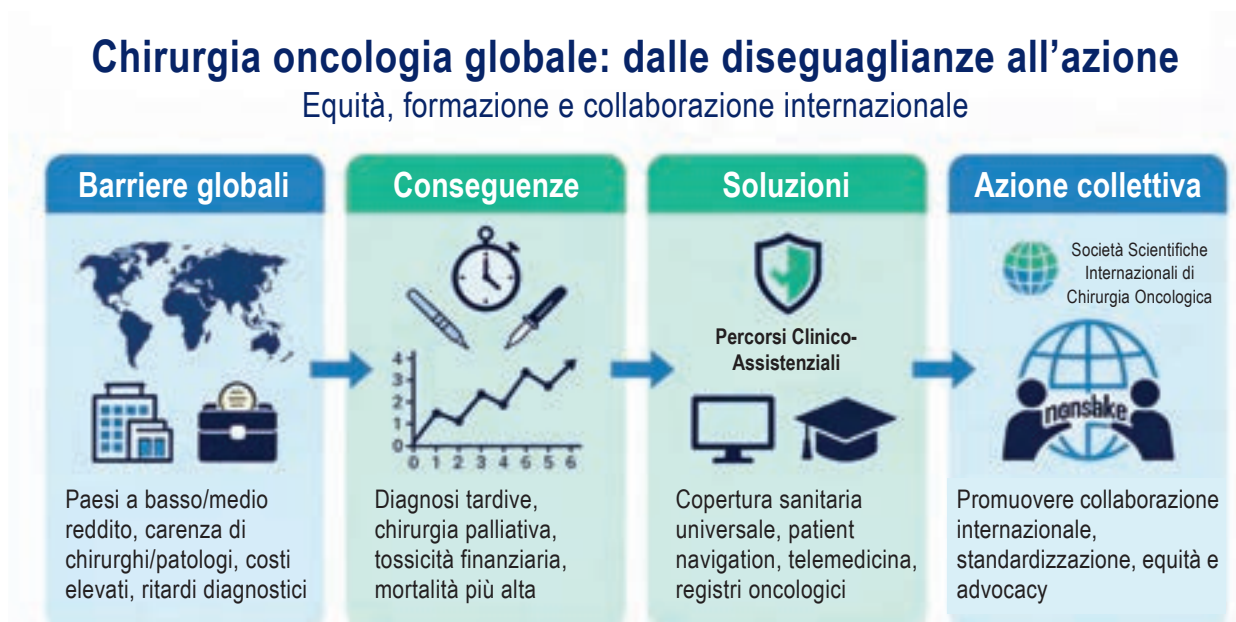 Chirurgia oncologia globale: dalle diseguaglianze all'azione
Equità, formazione e collaborazione internazionale
Barriere globali
Paesi a basso/medio
reddito, carenza di
chirurghi/patologi, costi
elevati, ritardi diagnostici
Conseguenze
4
3
2
1
0
0 1 2 3 4 6 5 6
Diagnosi tardive,
chirurgia palliativa,
tossicità finanziaria,
mortalità più alta
Soluzioni
Percorsi Clinico-
Assistenziali
Copertura sanitaria
universale, patient
navigation, telemedicina,
registri oncologici
Azione collettiva
Società Scientifiche
Internazionali di
Chirurgia Oncologica
Promuovere collaborazione
internazionale,
standardizzazione, equità e
advocacy